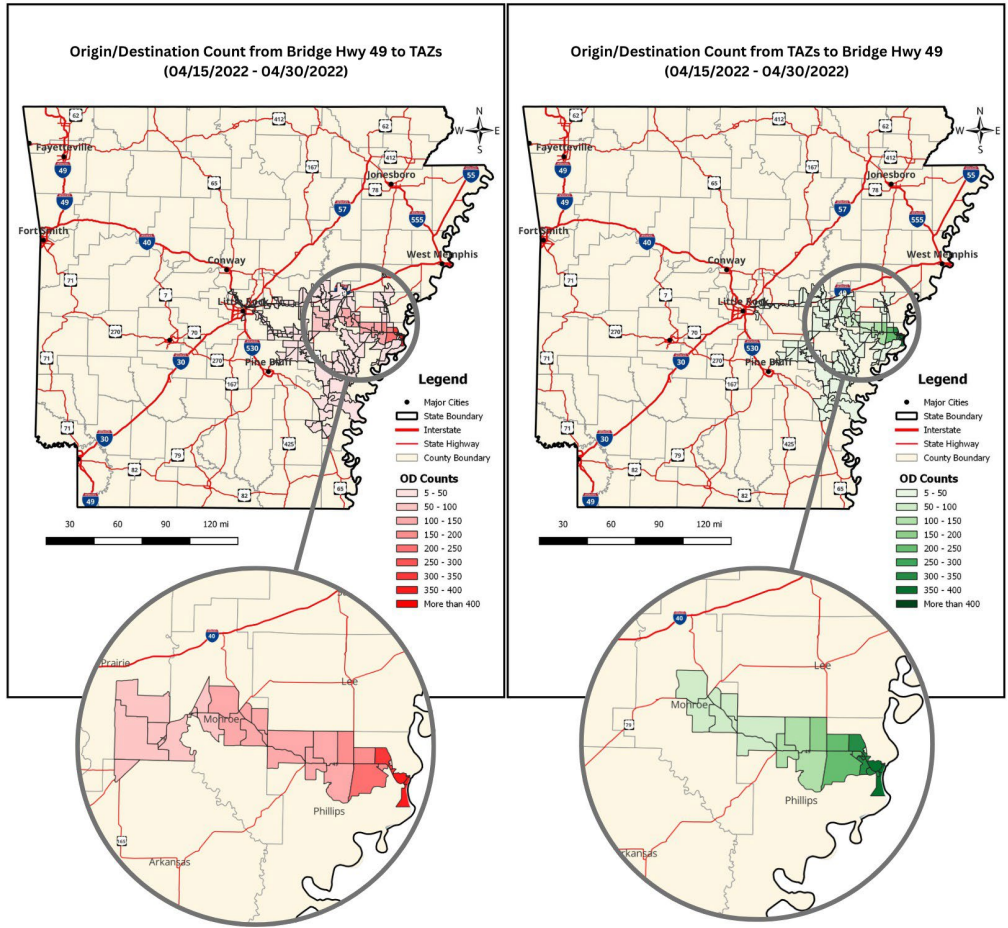 Origin/Destination Count from Bridge Hwy 49 to TAZs
(04/15/2022 - 04/30/2022)
62
412
62
N
W E
S
Fayetteville
167
412
49
65
Jonesboro
78
55
49
57
555
Fort Smith
40
Conway
West Memphis
71
7
Little Rock
270
70
530
71
30
270
Pine Bluff
167
71
30
79
425
82
82
65
49
Legend
Major Cities
State Boundary
Interstate
State Highway
County Boundary
OD Counts
5 - 50
50 - 100
100 - 150
150 - 200
200 - 250
250 - 300
300 - 350
350 - 400
More than 400
30 60 90 120 mi
40
Prairie
Lee
Monroe
Phillips
165
Arkansas
Origin/Destination Count from TAZs to Bridge Hwy 49
(04/15/2022 - 04/30/2022)
62
412
62
N
W E
S
Fayetteville
167
412
49
65
Jonesboro
78
55
49
57
555
Fort Smith
40
Conway
West Memphis
71
7
Little Rock
270
70
530
71
30
270
Pine Bluff
167
71
30
79
425
82
82
65
49
Legend
Major Cities
State Boundary
Interstate
State Highway
County Boundary
OD Counts
5 - 50
50 - 100
100 - 150
150 - 200
200 - 250
250 - 300
300 - 350
350 - 400
More than 400
30 60 90 120 mi
40
Lee
Monroe
79
Phillips
rkansas